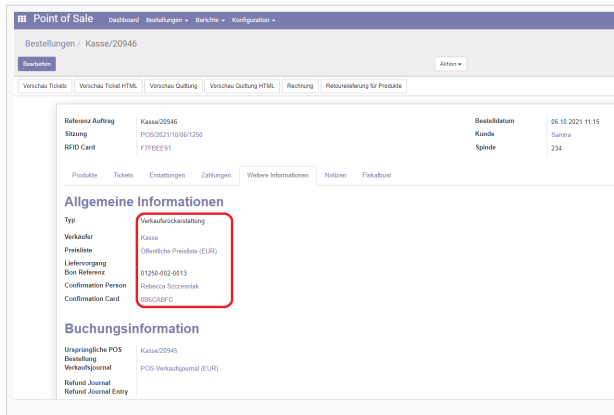 Point of Sale Dashboard Bestellungen Berichte Konfiguration
Bestellungen / Kasse/20946
Bearbeiten Aktion
Vorschau Tickets Vorschau Ticket HTML Vorschau Quittung Vorschau Quittung HTML Rechnung Retourelieferung für Produkte
Referenz Auftrag Kasse/20946 Bestelldatum 06.10.2021 11:15
Sitzung POS/2021/10/06/1250 Kunde Samira
RFID Card F7FBEE91 Spinde 234
Produkte Tickets Erstattungen Zahlungen Weitere Informationen Notizen Fiskaltrust
Allgemeine Informationen
Typ Verkaufsrückerstattung
Verkäufer Kasse
Preisliste Öffentliche Preisliste (EUR)
Liefervorgang
Bon Referenz 01250-002-0013
Confirmation Person Rebecca Szczesniak
Confirmation Card 0B6CABFC
Buchungsinformation
Ursprüngliche POS Kasse/20945
Bestellung
Verkaufsjournal POS-Verkaufsjournal (EUR)
Refund Journal
Refund Journal Entry